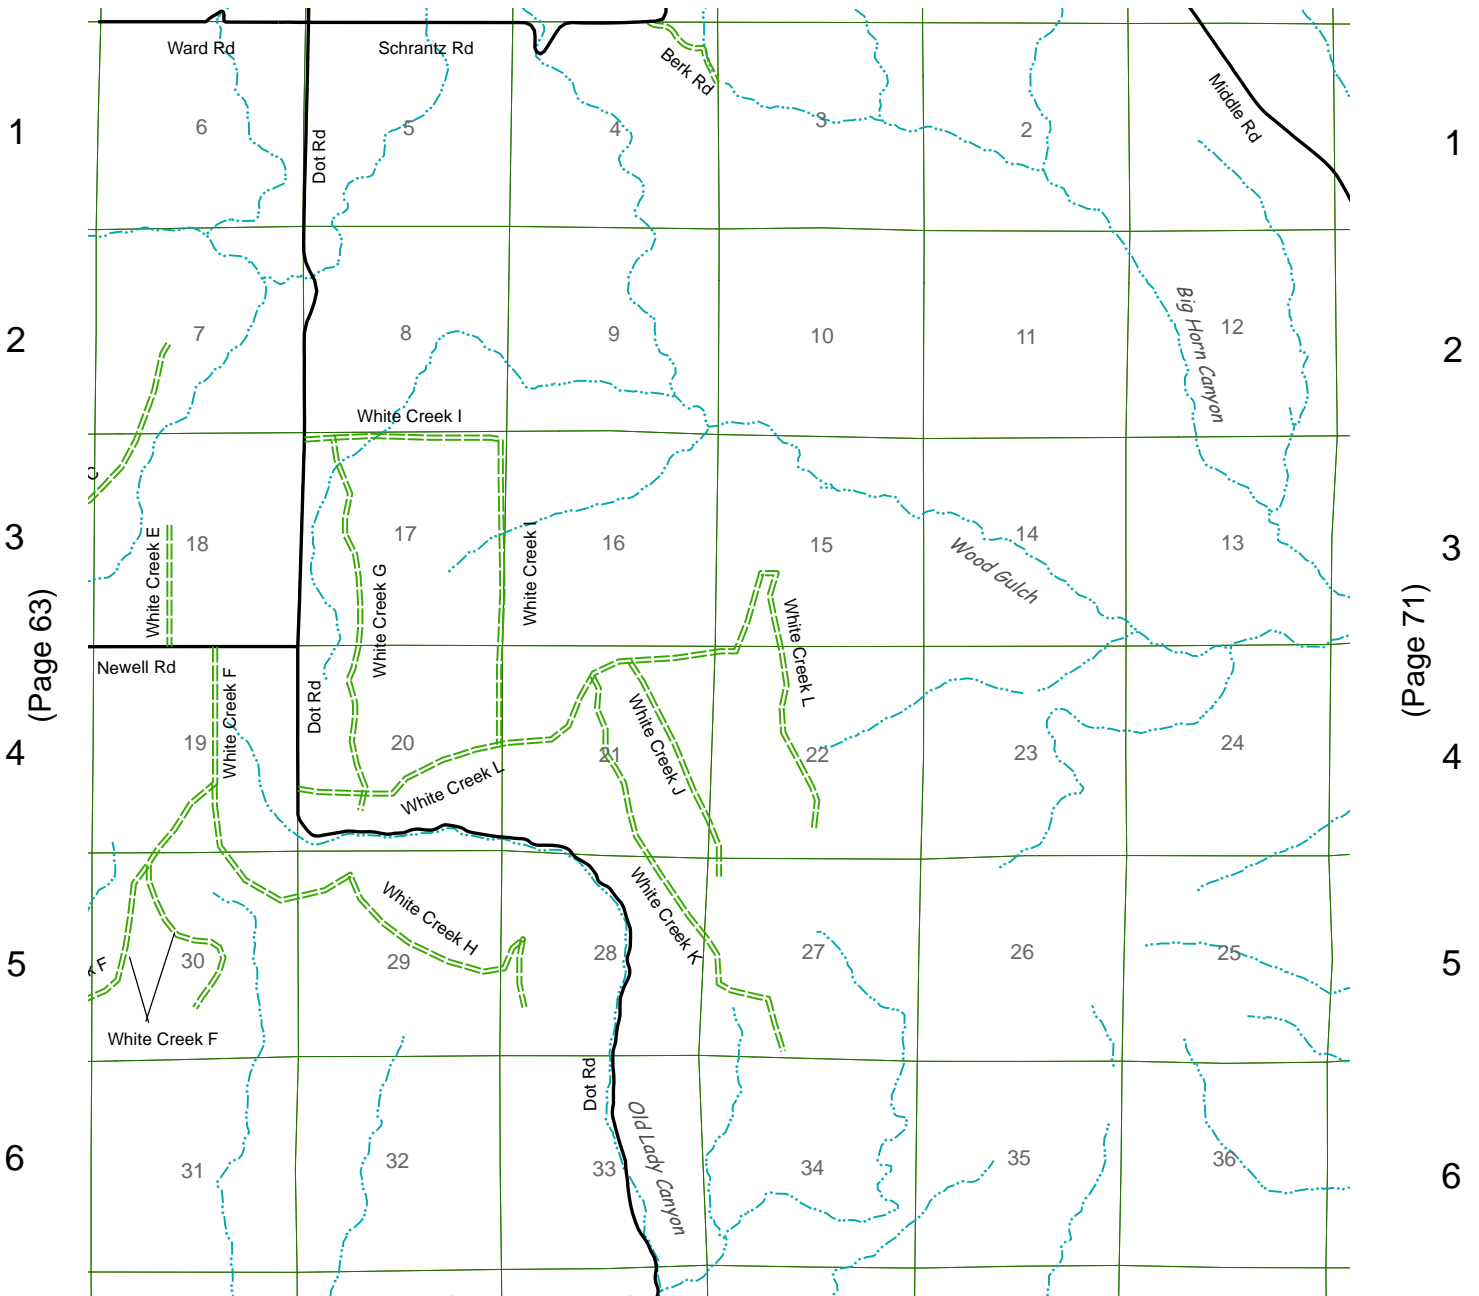 Ward Rd
Schrantz Rd
Berk Rd
Middle Rd
1
6
Dot Rd
5
4
3
2
1
Big Horn Canyon
2
7
8
9
10
11
12
2
White Creek I
C
3
White Creek E
18
17
White Creek G
White Creek I
16
15
Wood Gulch
14
13
3
(Page 63)
(Page 71)
Newell Rd
White Creek F
Dot Rd
White Creek J
White Creek L
4
19
20
White Creek L
21
22
23
24
4
White Creek H
White Creek K
5
k F
30
29
28
27
26
25
5
White Creek F
Dot Rd
Old Lady Canyon
6
31
32
33
34
35
36
6